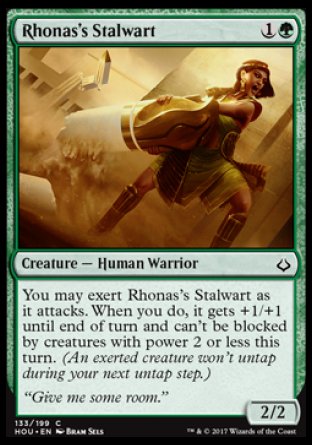 Rhonas's Stalwart 1
Creature — Human Warrior
You may exert Rhonas's Stalwart as
it attacks. When you do, it gets +1/+1
until end of turn and can't be blocked
by creatures with power 2 or less this
turn. (An exerted creature won't untap
during your next untap step.)
"Give me some room."
2/2
133/199 C
HOU • EN Bram Sels
™ & © 2017 Wizards of the Coast